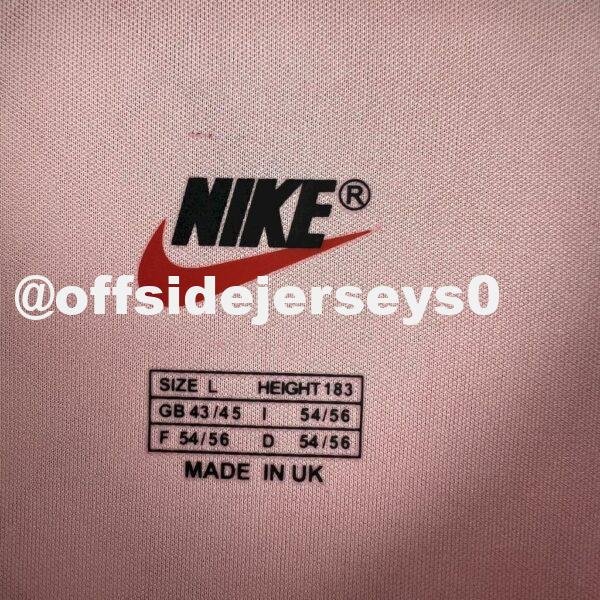 NIKE®
@offsidejerseys0
SIZE L HEIGHT 183
GB 43/45 I 54/56
F 54/56 D 54/56
MADE IN UK